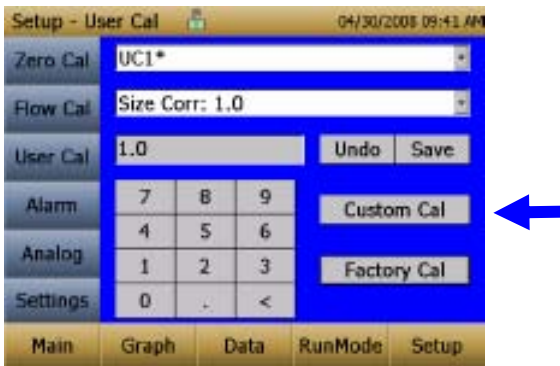 Setup - User Cal 04/30/2008 09:41 AM
Zero Cal
Flow Cal
User Cal
Alarm
Analog
Settings
UC1*
Size Corr: 1.0
1.0 Undo Save
7 8 9
4 5 6
1 2 3
0 . <
Custom Cal
Factory Cal
Main Graph Data RunMode Setup